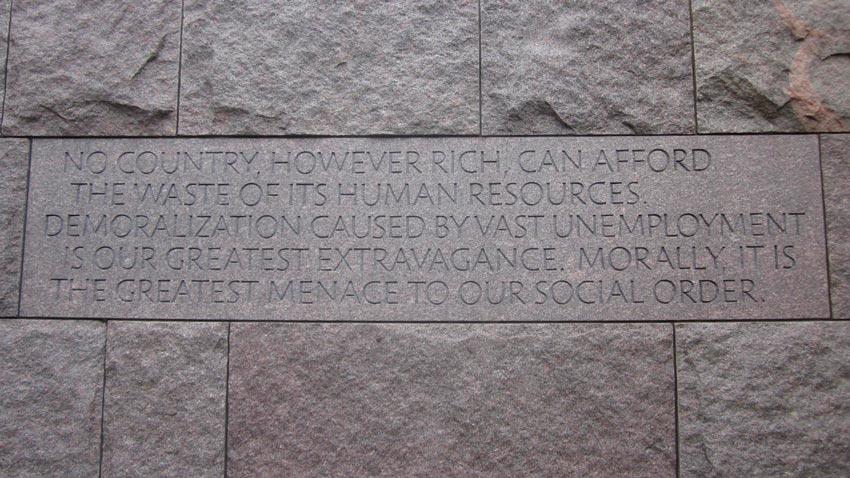 NO COUNTRY, HOWEVER RICH, CAN AFFORD
THE WASTE OF ITS HUMAN RESOURCES.
DEMORALIZATION CAUSED BY VAST UNEMPLOYMENT
IS OUR GREATEST EXTRAVAGANCE. MORALLY, IT IS
THE GREATEST MENACE TO OUR SOCIAL ORDER.